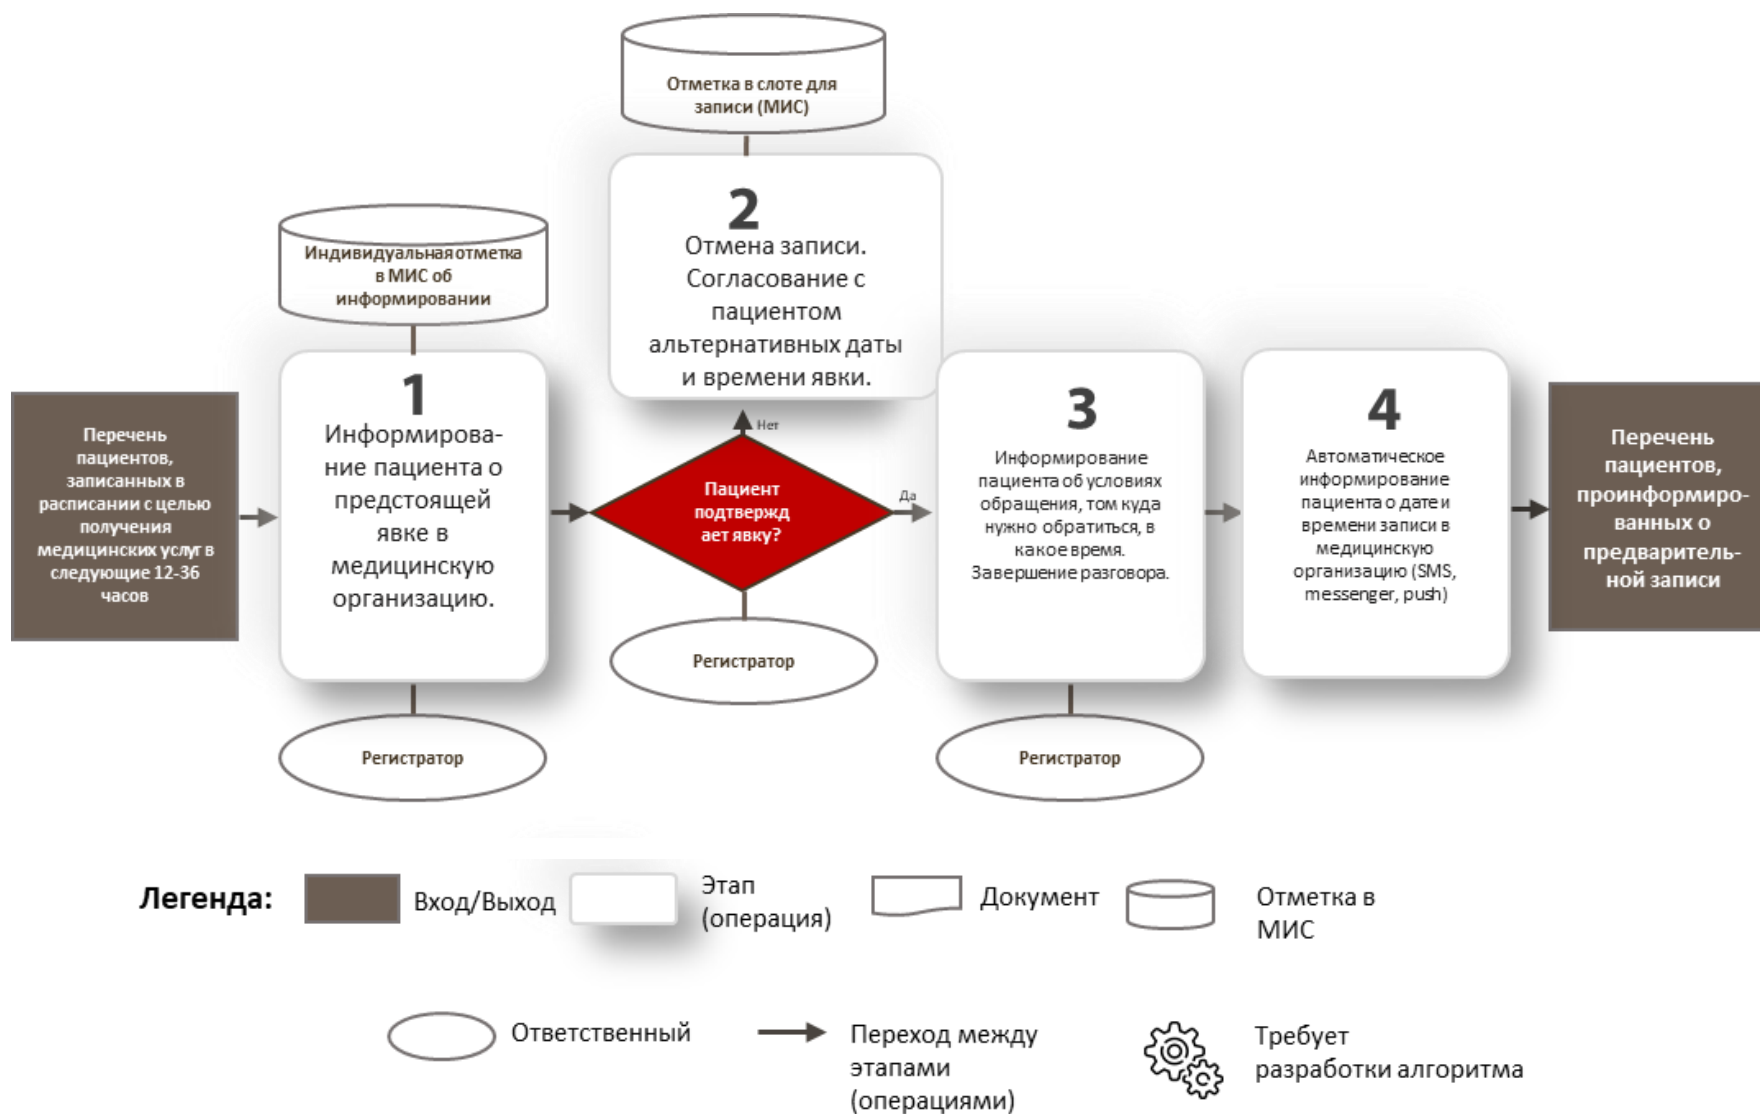 Отметка в слоте для
записи (МИС)
2
Отмена записи.
Согласование с
пациентом
альтернативных даты
и времени явки.
Индивидуальная отметка
в МИС об
информировании
1
Информирова-
ние пациента о
предстоящей
явке в
медицинскую
организацию.
Перечень
пациентов,
записанных в
расписании с целью
получения
медицинских услуг в
следующие 12-36
часов
Нет
Пациент
подтвержд
ает явку?
Да
Регистратор
Регистратор
3
Информирование
пациента об условиях
обращения, том куда
нужно обратиться, в
какое время.
Завершение разговора.
Регистратор
4
Автоматическое
информирование
пациента о дате и
времени записи в
медицинскую
организацию (SMS,
messenger, push)
Перечень
пациентов,
проинформиро-
ванных о
предваритель-
ной записи
Легенда:
Вход/Выход
Этап
(операция)
Документ
Отметка в
МИС
Ответственный
Переход между
этапами
(операциями)
Требует
разработки алгоритма